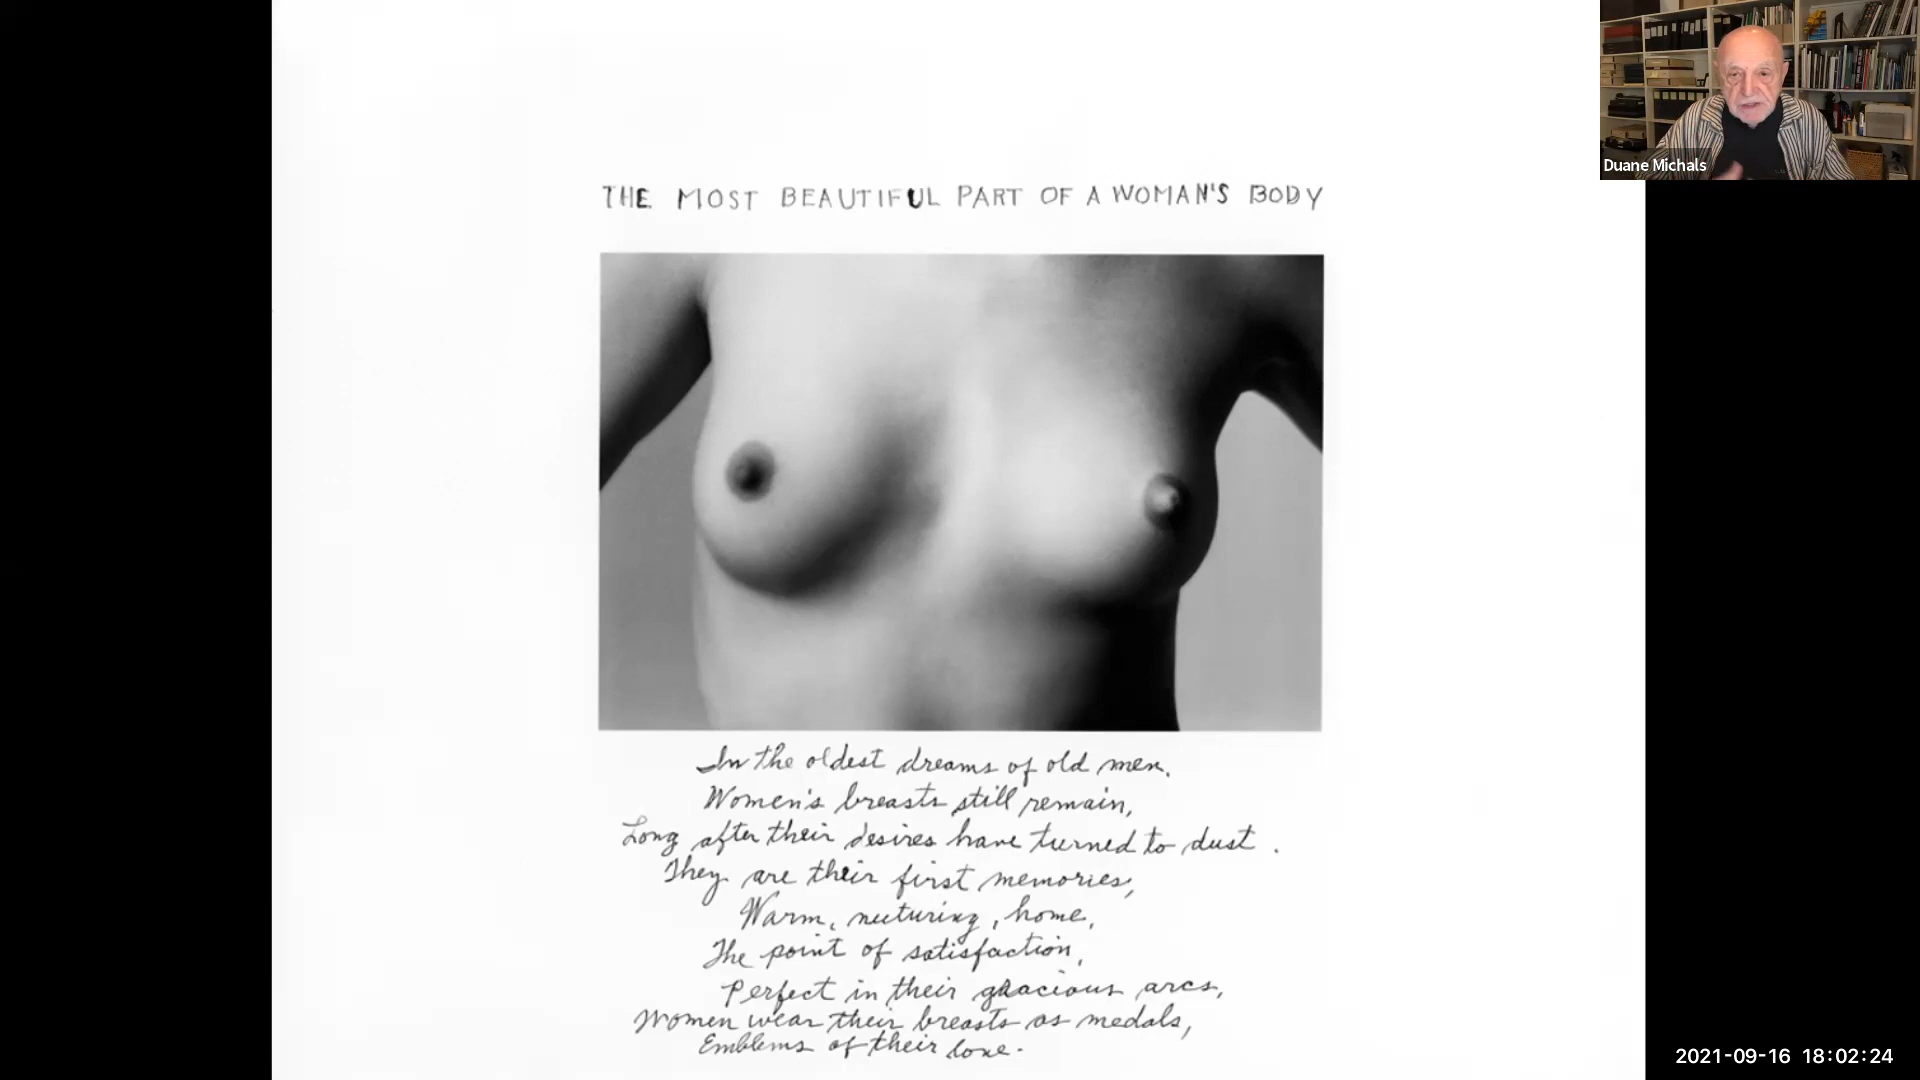 THE MOST BEAUTIFUL PART OF A WOMAN'S BODY
In the oldest dreams of old men,
Women's breasts still remain,
Long after their desires have turned to dust.
They are their first memories,
Warm, nuturing, home,
The point of satisfaction,
Perfect in their gracious arcs,
Women wear their breasts as medals,
Emblems of their love.
Duane Michals
2021-09-16 18:02:24